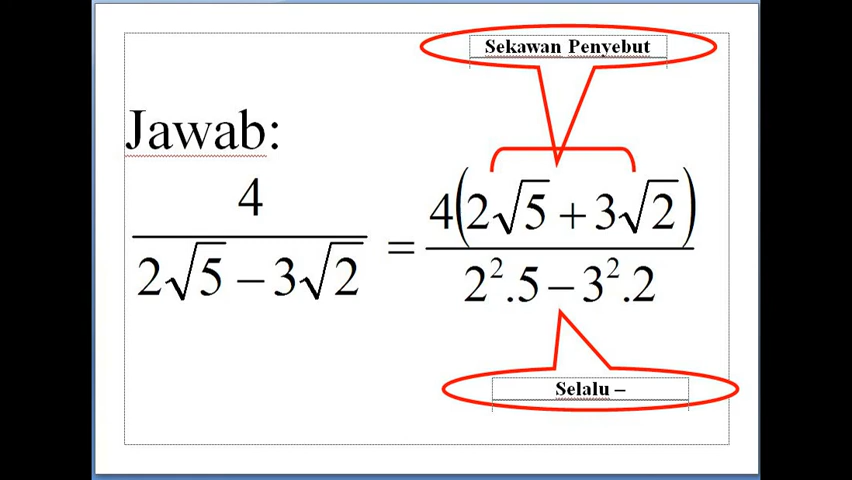 Sekawan Penyebut
Jawab:
4/(2√5 − 3√2) = 4(2√5 + 3√2)/(2².5 − 3².2)
Selalu –